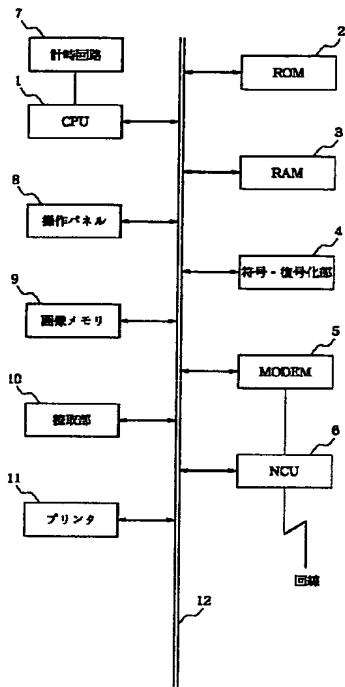 7
計時回路
1
CPU
8
操作パネル
9
画像メモリ
10
読取部
11
プリンタ
2
ROM
3
RAM
4
符号・復号化部
5
MODEM
6
NCU
回線
12